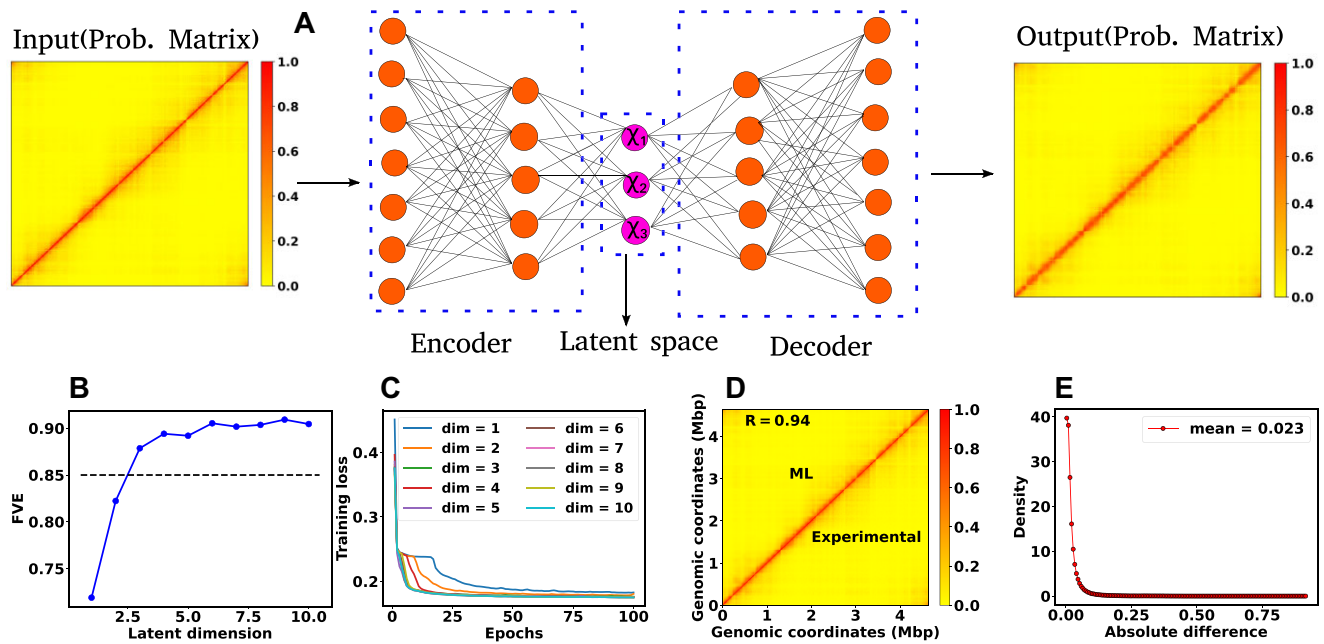 A
Input(Prob. Matrix)
1.0
0.8
0.6
0.4
0.2
0.0
χ₁
χ₂
χ₃
Encoder
Latent space
Decoder
Output(Prob. Matrix)
1.0
0.8
0.6
0.4
0.2
0.0
B
FVE
0.90
0.85
0.80
0.75
2.5 5.0 7.5 10.0
Latent dimension
C
Training loss
0.4
0.3
0.2
dim = 1
dim = 2
dim = 3
dim = 4
dim = 5
dim = 6
dim = 7
dim = 8
dim = 9
dim = 10
0 25 50 75 100
Epochs
D
Genomic coordinates (Mbp)
4
3
2
1
0
R = 0.94
ML
Experimental
0 1 2 3 4
Genomic coordinates (Mbp)
1.0
0.8
0.6
0.4
0.2
0.0
E
Density
40
30
20
10
0
mean = 0.023
0.00 0.25 0.50 0.75
Absolute difference